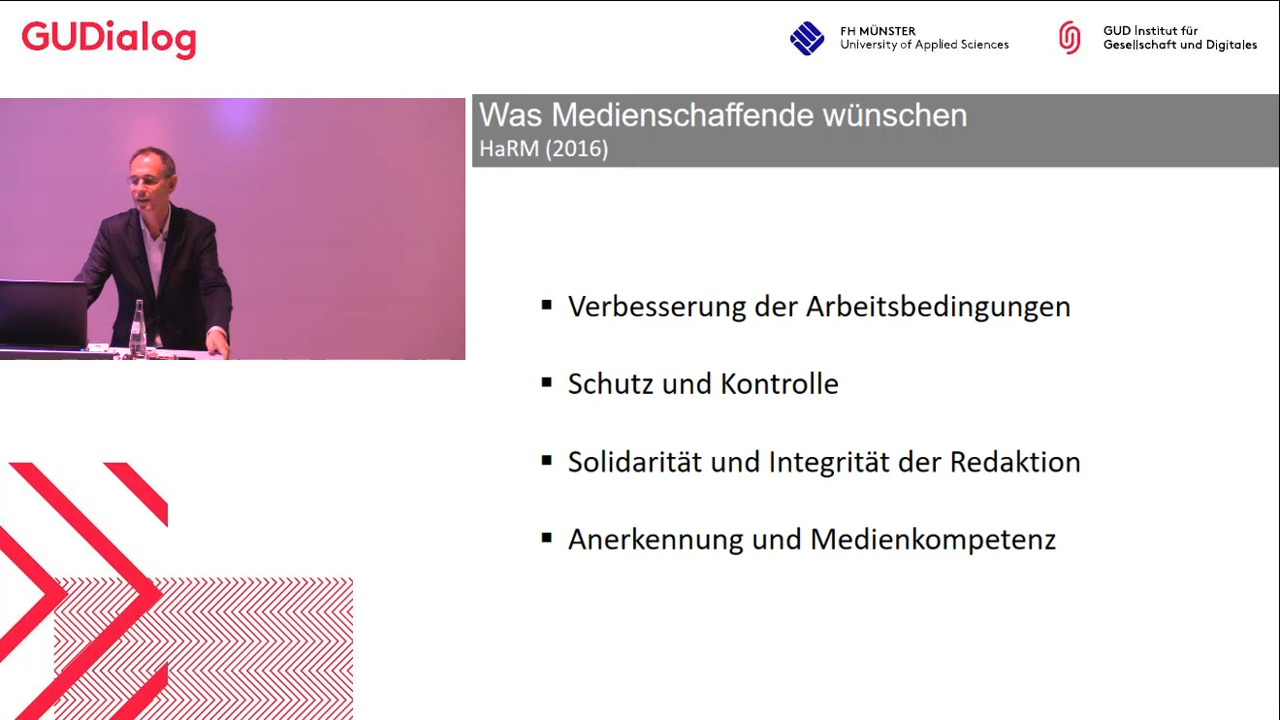 GUDialog
FH MÜNSTER
University of Applied Sciences
GUD Institut für
Gesellschaft und Digitales
Was Medienschaffende wünschen
HaRM (2016)
Verbesserung der Arbeitsbedingungen
Schutz und Kontrolle
Solidarität und Integrität der Redaktion
Anerkennung und Medienkompetenz